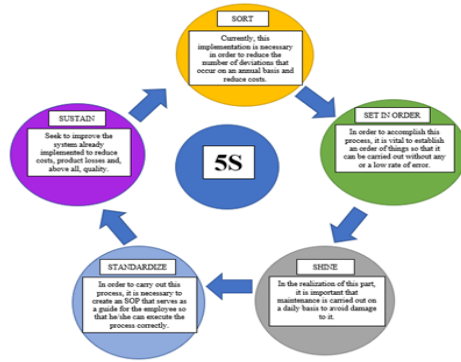 SORT
Currently, this
implementation is necessary
in order to reduce the
number of deviations that
occur on an annual basis and
reduce costs.
SET IN ORDER
In order to accomplish this
process, it is vital to establish
an order of things so that it
can be carried out without any
or a low rate of error.
SHINE
In the realization of this part,
it is important that
maintenance is carried out on
a daily basis to avoid damage
to it.
STANDARDIZE
In order to carry out this
process, it is necessary to
create an SOP that serves as
a guide for the employee so
that he/she can execute the
process correctly.
SUSTAIN
Seek to improve the
system already
implemented to reduce
costs, product losses and,
above all, quality.
5S